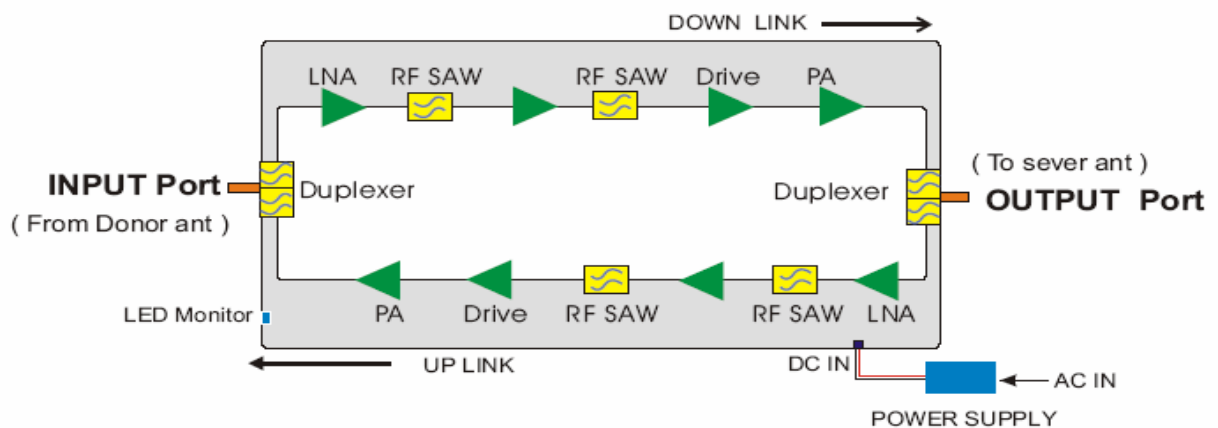 DOWN LINK
LNA RF SAW RF SAW Drive PA
INPUT Port
( From Donor ant )
Duplexer
Duplexer
( To sever ant )
OUTPUT Port
PA Drive RF SAW RF SAW LNA
LED Monitor
UP LINK
DC IN
AC IN
POWER SUPPLY